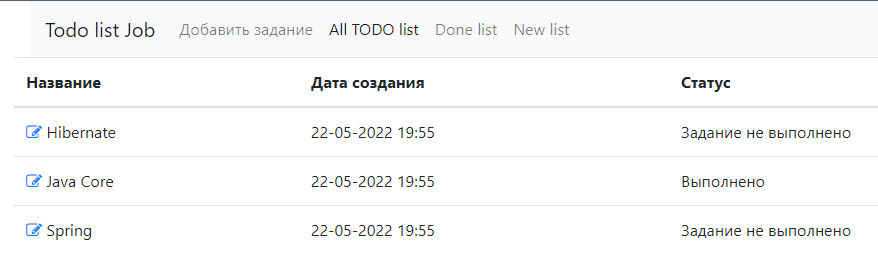 Todo list Job Добавить задание All TODO list Done list New list
Название Дата создания Статус
Hibernate 22-05-2022 19:55 Задание не выполнено
Java Core 22-05-2022 19:55 Выполнено
Spring 22-05-2022 19:55 Задание не выполнено